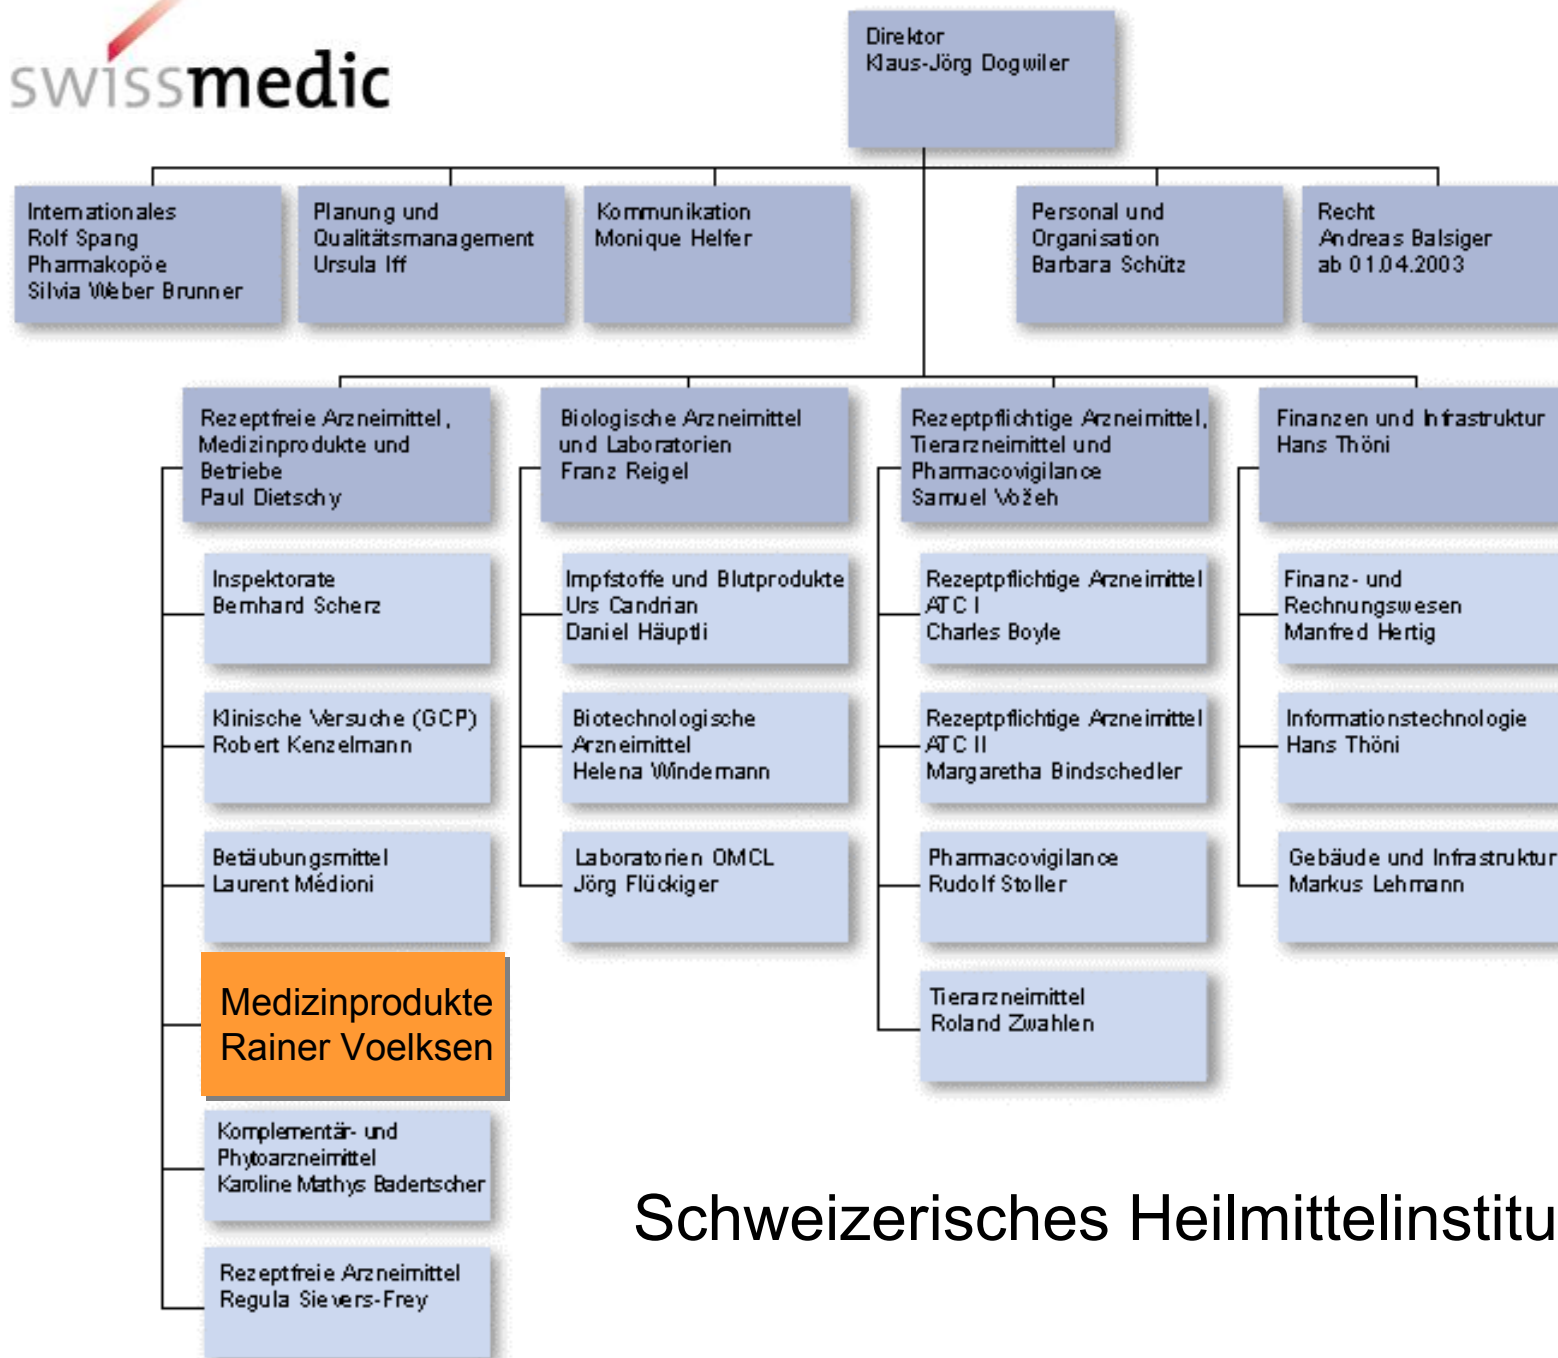 swissmedic
Direktor
Klaus-Jörg Dogwiler
Internationales
Rolf Spang
Pharmakopöe
Silvia Weber Brunner
Planung und
Qualitätsmanagement
Ursula Iff
Kommunikation
Monique Helfer
Personal und
Organisation
Barbara Schütz
Recht
Andreas Balsiger
ab 01.04.2003
Rezeptfreie Arzneimittel,
Medizinprodukte und
Betriebe
Paul Dietschy
Inspektorate
Bernhard Scherz
Klinische Versuche (GCP)
Robert Kenzelmann
Betäubungsmittel
Laurent Médioni
Medizinprodukte
Rainer Voelksen
Komplementär- und
Phytoarzneimittel
Karoline Mathys Badertscher
Rezeptfreie Arzneimittel
Regula Sievers-Frey
Biologische Arzneimittel
und Laboratorien
Franz Reigel
Impfstoffe und Blutprodukte
Urs Candrian
Daniel Häuptli
Biotechnologische
Arzneimittel
Helena Windemann
Laboratorien OMCL
Jörg Flückiger
Rezeptpflichtige Arzneimittel,
Tierarzneimittel und
Pharmacovigilance
Samuel Vožeh
Rezeptpflichtige Arzneimittel
ATC I
Charles Boyle
Rezeptpflichtige Arzneimittel
ATC II
Margaretha Bindschedler
Pharmacovigilance
Rudolf Stoller
Tierarzneimittel
Roland Zwahlen
Finanzen und Infrastruktur
Hans Thöni
Finanz- und
Rechnungswesen
Manfred Hertig
Informationstechnologie
Hans Thöni
Gebäude und Infrastruktur
Markus Lehmann
Schweizerisches Heilmittelinstitu